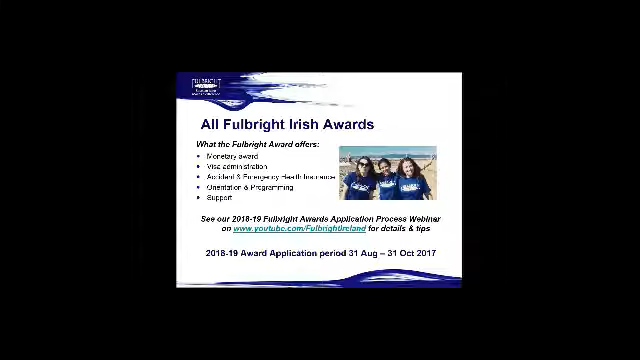 FULBRIGHT
All Fulbright Irish Awards
What the Fulbright Award offers:
• Monetary award
• Visa administration
• Accident & Emergency Health Insurance
• Orientation & Programming
• Support
See our 2018-19 Fulbright Awards Application Process Webinar
on www.youtube.com/FulbrightIreland for details & tips
2018-19 Award Application period 31 Aug – 31 Oct 2017